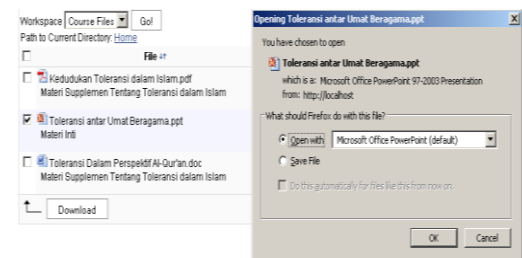 Workspace Course Files Go!
Path to Current Directory: Home
File
Kedudukan Toleransi dalam Islam.pdf
Materi Supplemen Tentang Toleransi dalam Islam
Toleransi antar Umat Beragama.ppt
Materi Inti
Toleransi Dalam Perspektif Al-Qur'an.doc
Materi Supplemen Tentang Toleransi dalam Islam
Download
Opening Toleransi antar Umat Beragama.ppt
You have chosen to open
Toleransi antar Umat Beragama.ppt
which is a: Microsoft Office PowerPoint 97-2003 Presentation
from: http://localhost
What should Firefox do with this file?
Open with Microsoft Office PowerPoint (default)
Save File
Do this automatically for files like this from now on.
OK Cancel